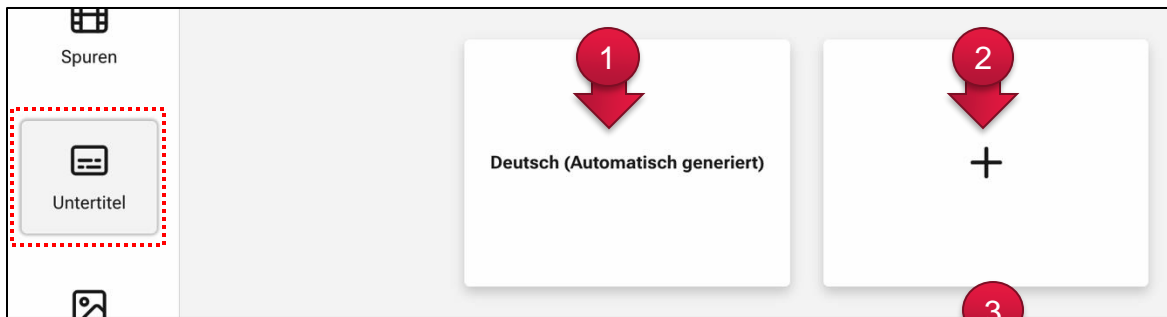 Spuren
Untertitel
1
Deutsch (Automatisch generiert)
2
3